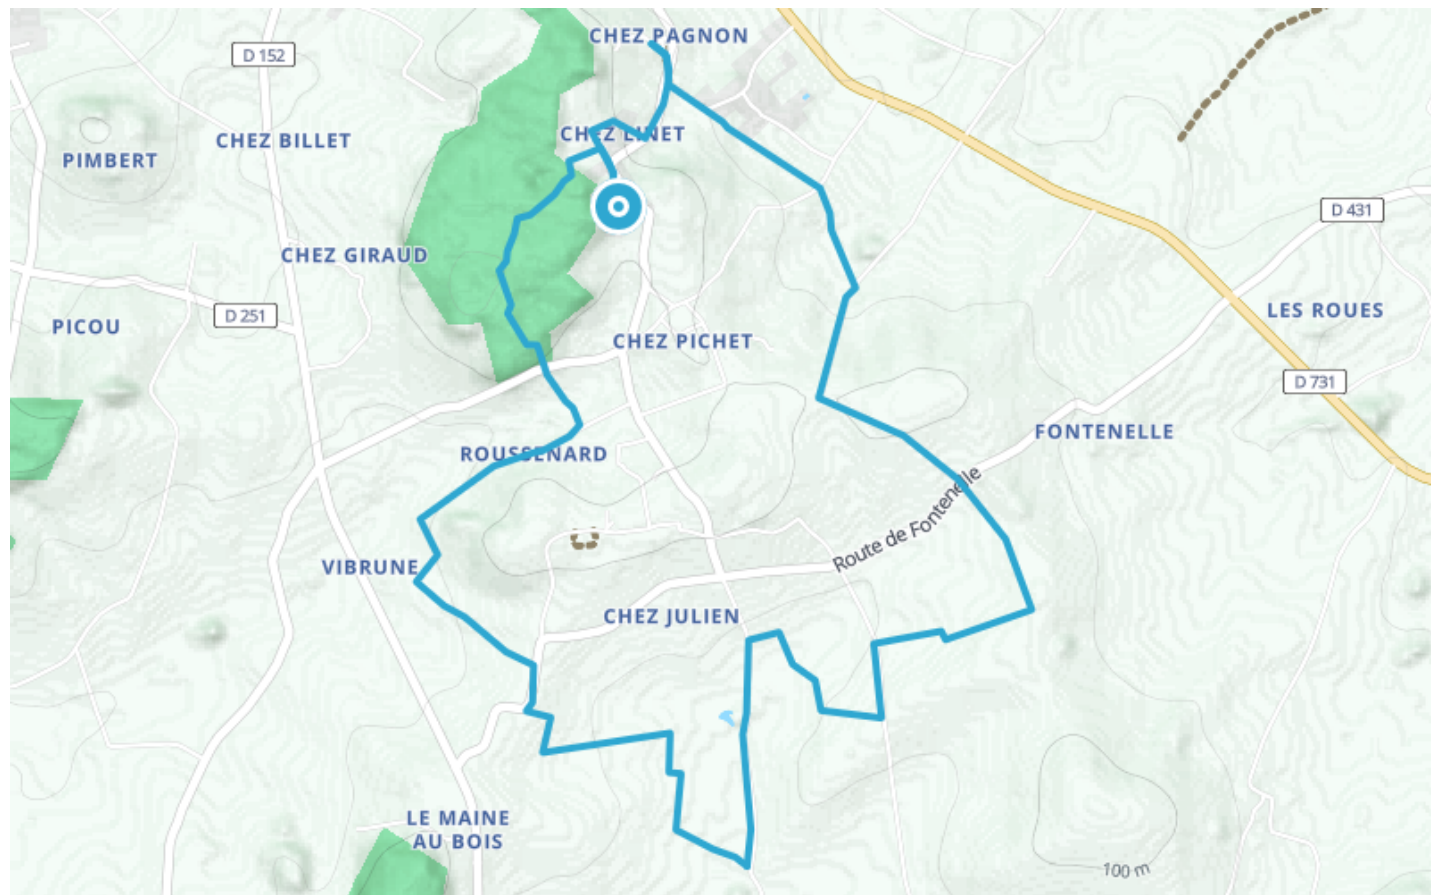 CHEZ PAGNON
D 152
CHEZ LINET
CHEZ BILLET
PIMBERT
D 431
CHEZ GIRAUD
LES ROUES
D 251
PICOU
CHEZ PICHET
D 731
FONTENELLE
ROUSSENARD
Route de Fontenelle
VIBRUNE
CHEZ JULIEN
LE MAINE
AU BOIS
100 m